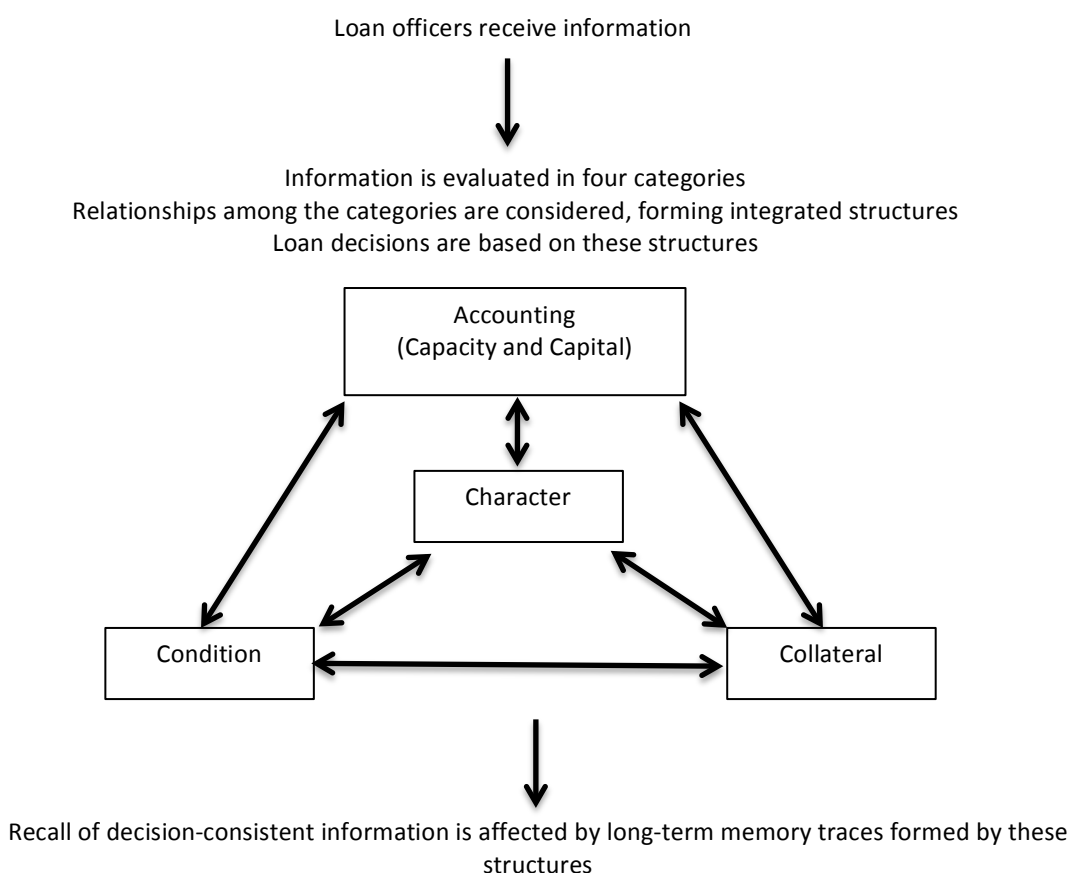 Loan officers receive information
Information is evaluated in four categories
Relationships among the categories are considered, forming integrated structures
Loan decisions are based on these structures
Accounting
(Capacity and Capital)
Character
Condition
Collateral
Recall of decision-consistent information is affected by long-term memory traces formed by these
structures